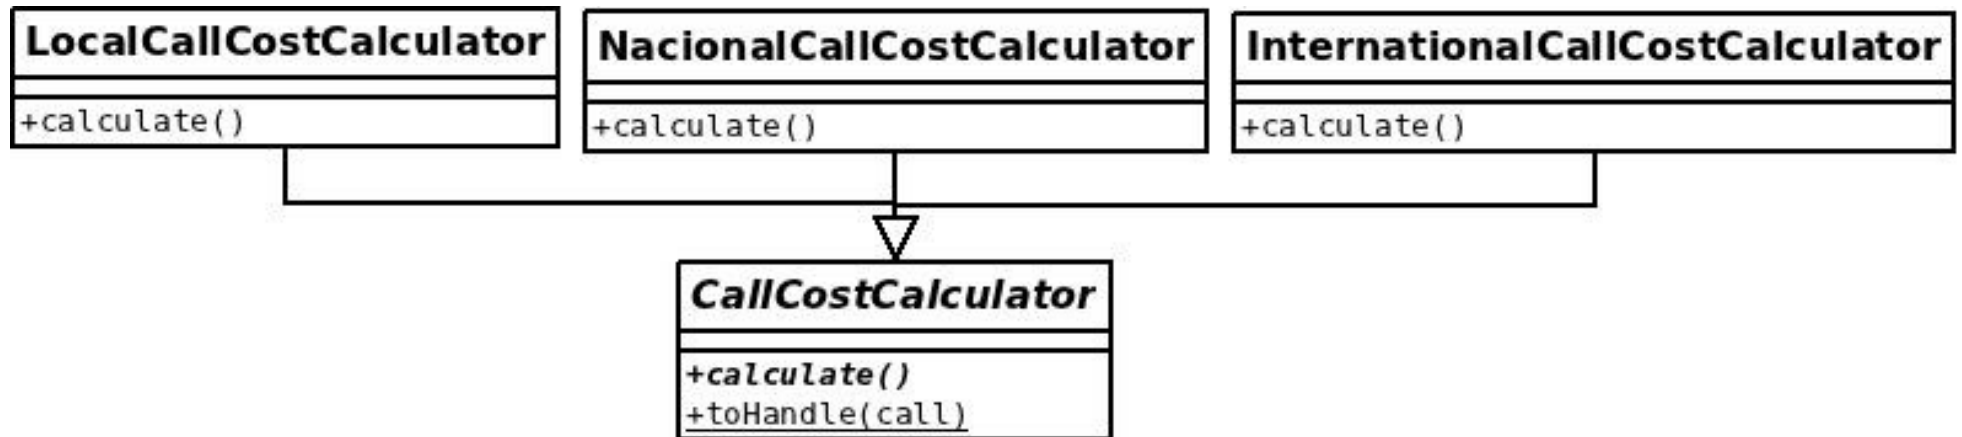 LocalCallCostCalculator
+calculate()
NacionalCallCostCalculator
+calculate()
InternationalCallCostCalculator
+calculate()
CallCostCalculator
+calculate()
+toHandle(call)